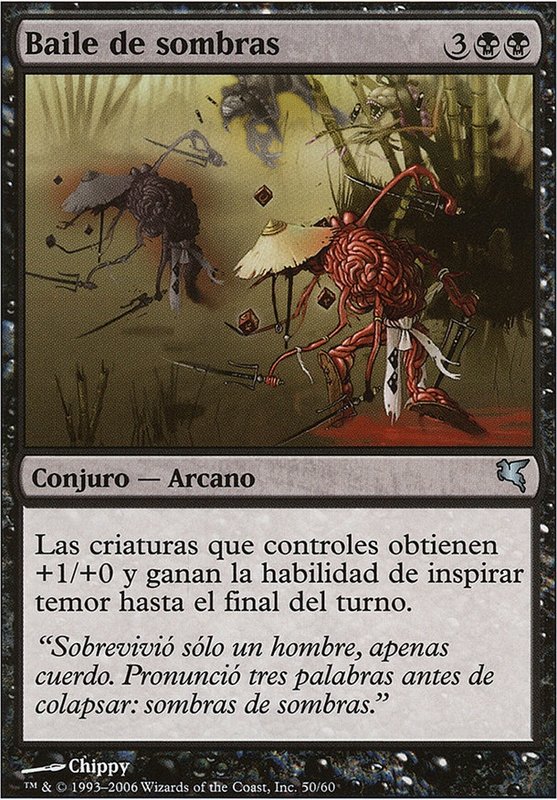 Baile de sombras 3
Conjuro — Arcano
Las criaturas que controles obtienen
+1/+0 y ganan la habilidad de inspirar
temor hasta el final del turno.
“Sobrevivió sólo un hombre, apenas
cuerdo. Pronunció tres palabras antes de
colapsar: sombras de sombras.”
Chippy
™ & © 1993–2006 Wizards of the Coast, Inc. 50/60